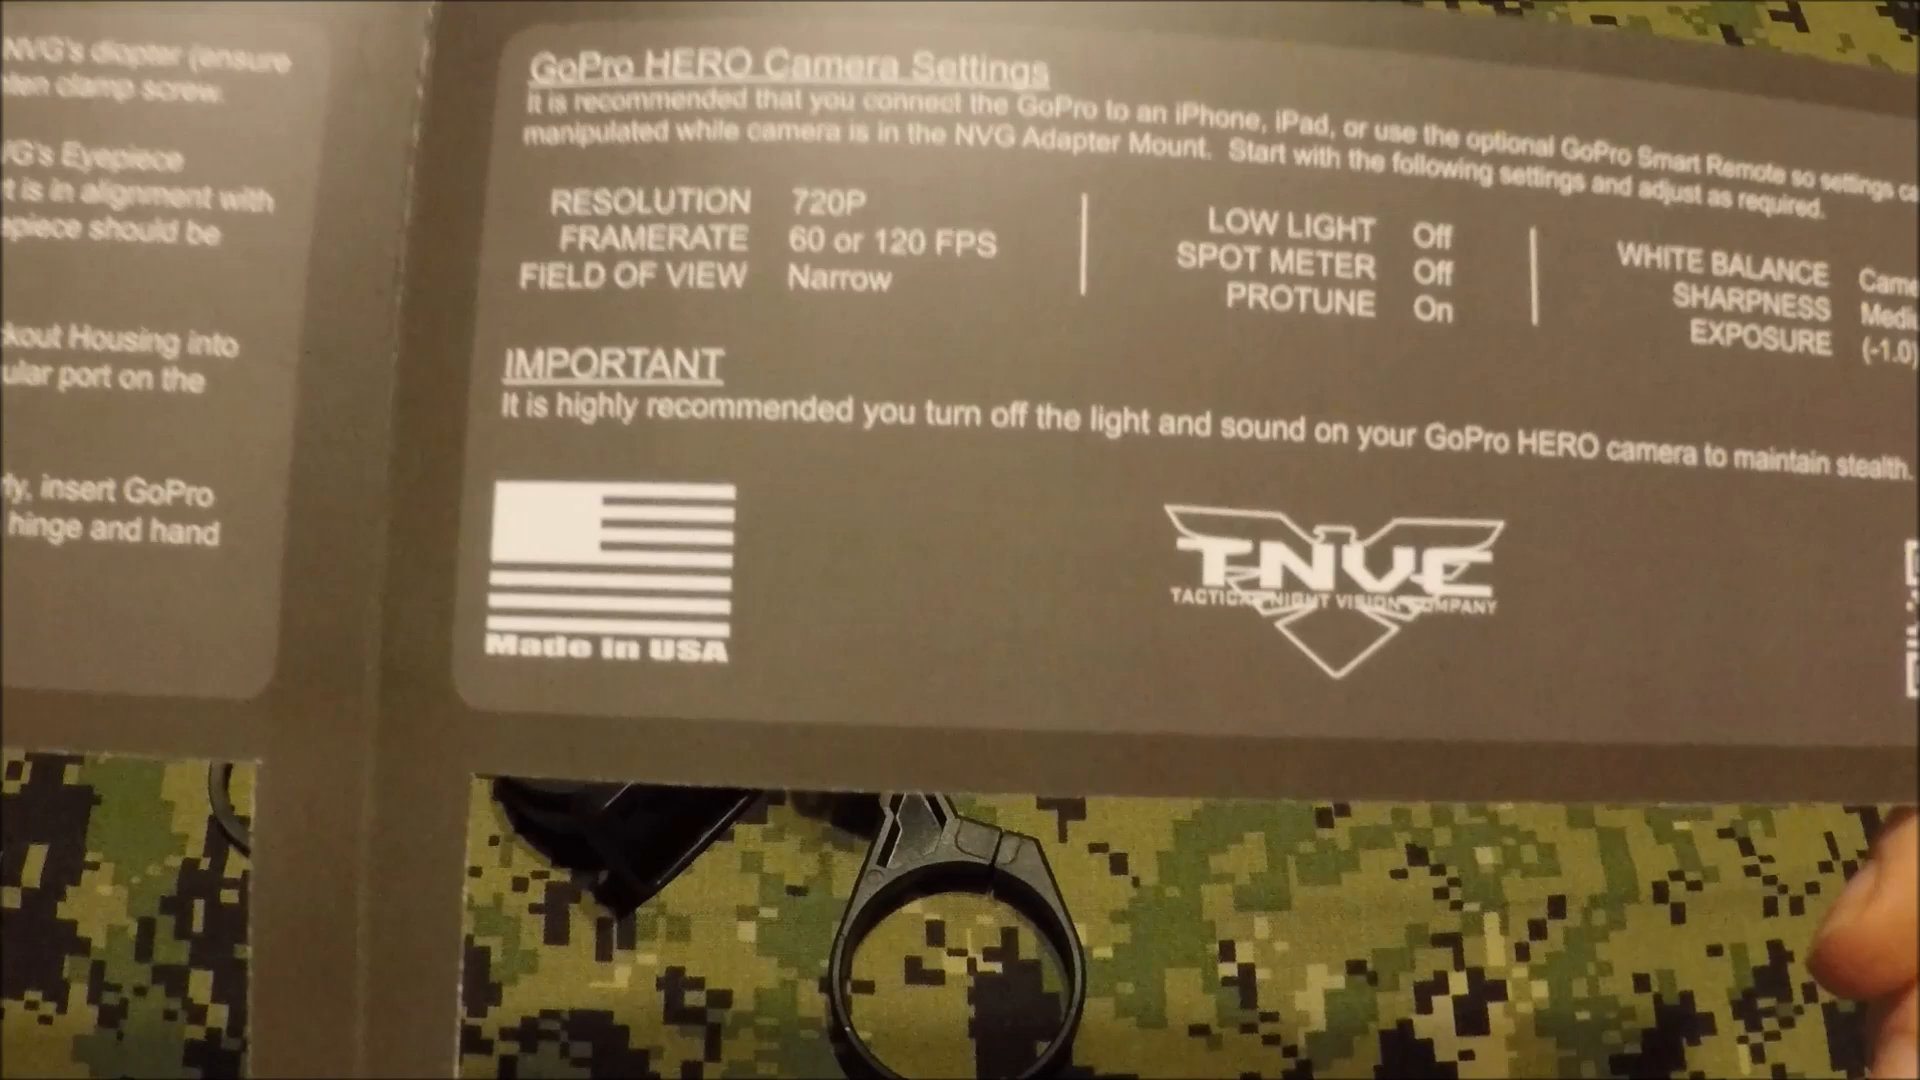 NVG's diopter (ensure
clamp screw.
Eyepiece
it is in alignment with
should be
Housing into
port on the
insert GoPro
hinge and hand
GoPro HERO Camera Settings
It is recommended that you connect the GoPro to an iPhone, iPad, or use the optional GoPro Smart Remote so settings
manipulated while camera is in the NVG Adapter Mount. Start with the following settings and adjust as required.
RESOLUTION 720P
FRAMERATE 60 or 120 FPS
FIELD OF VIEW Narrow
LOW LIGHT Off
SPOT METER Off
PROTUNE On
WHITE BALANCE
SHARPNESS
EXPOSURE (-1.0)
IMPORTANT
It is highly recommended you turn off the light and sound on your GoPro HERO camera to maintain stealth.
Made in USA
TNVC
TACTICAL NIGHT VISION COMPANY